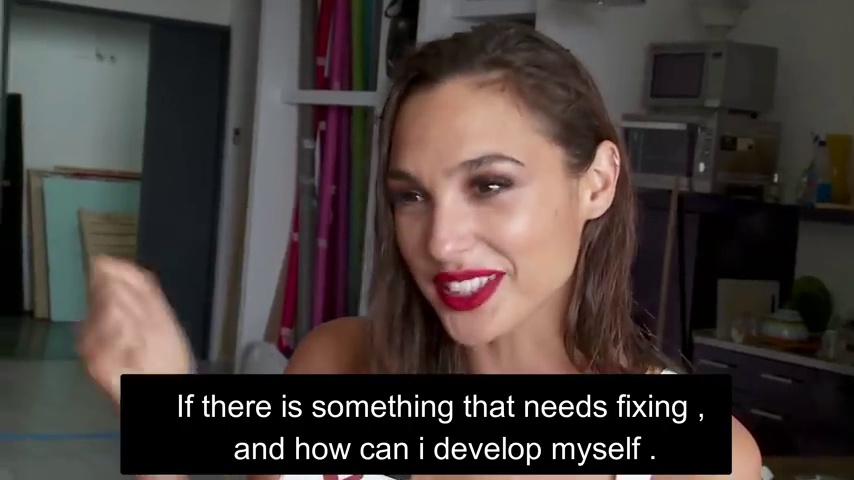 If there is something that needs fixing ,
and how can i develop myself .